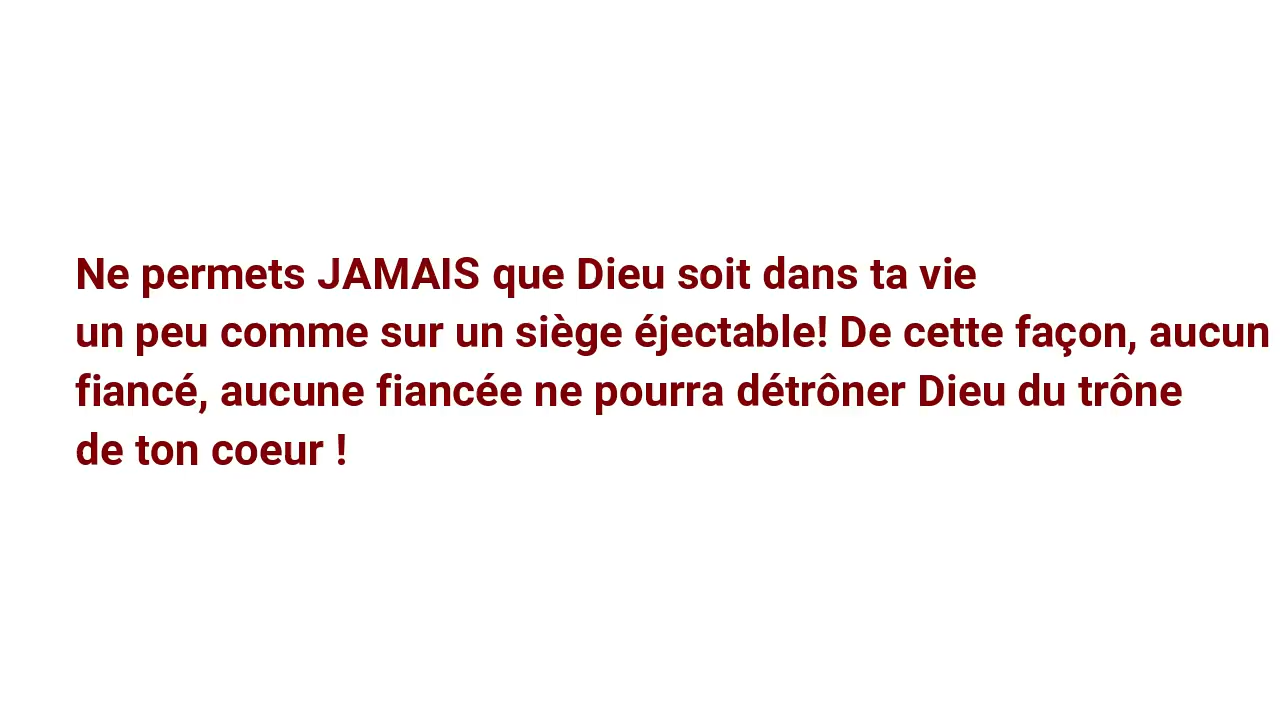 Ne permets JAMAIS que Dieu soit dans ta vie
un peu comme sur un siège éjectable! De cette façon, aucun
fiancé, aucune fiancée ne pourra détrôner Dieu du trône
de ton coeur !